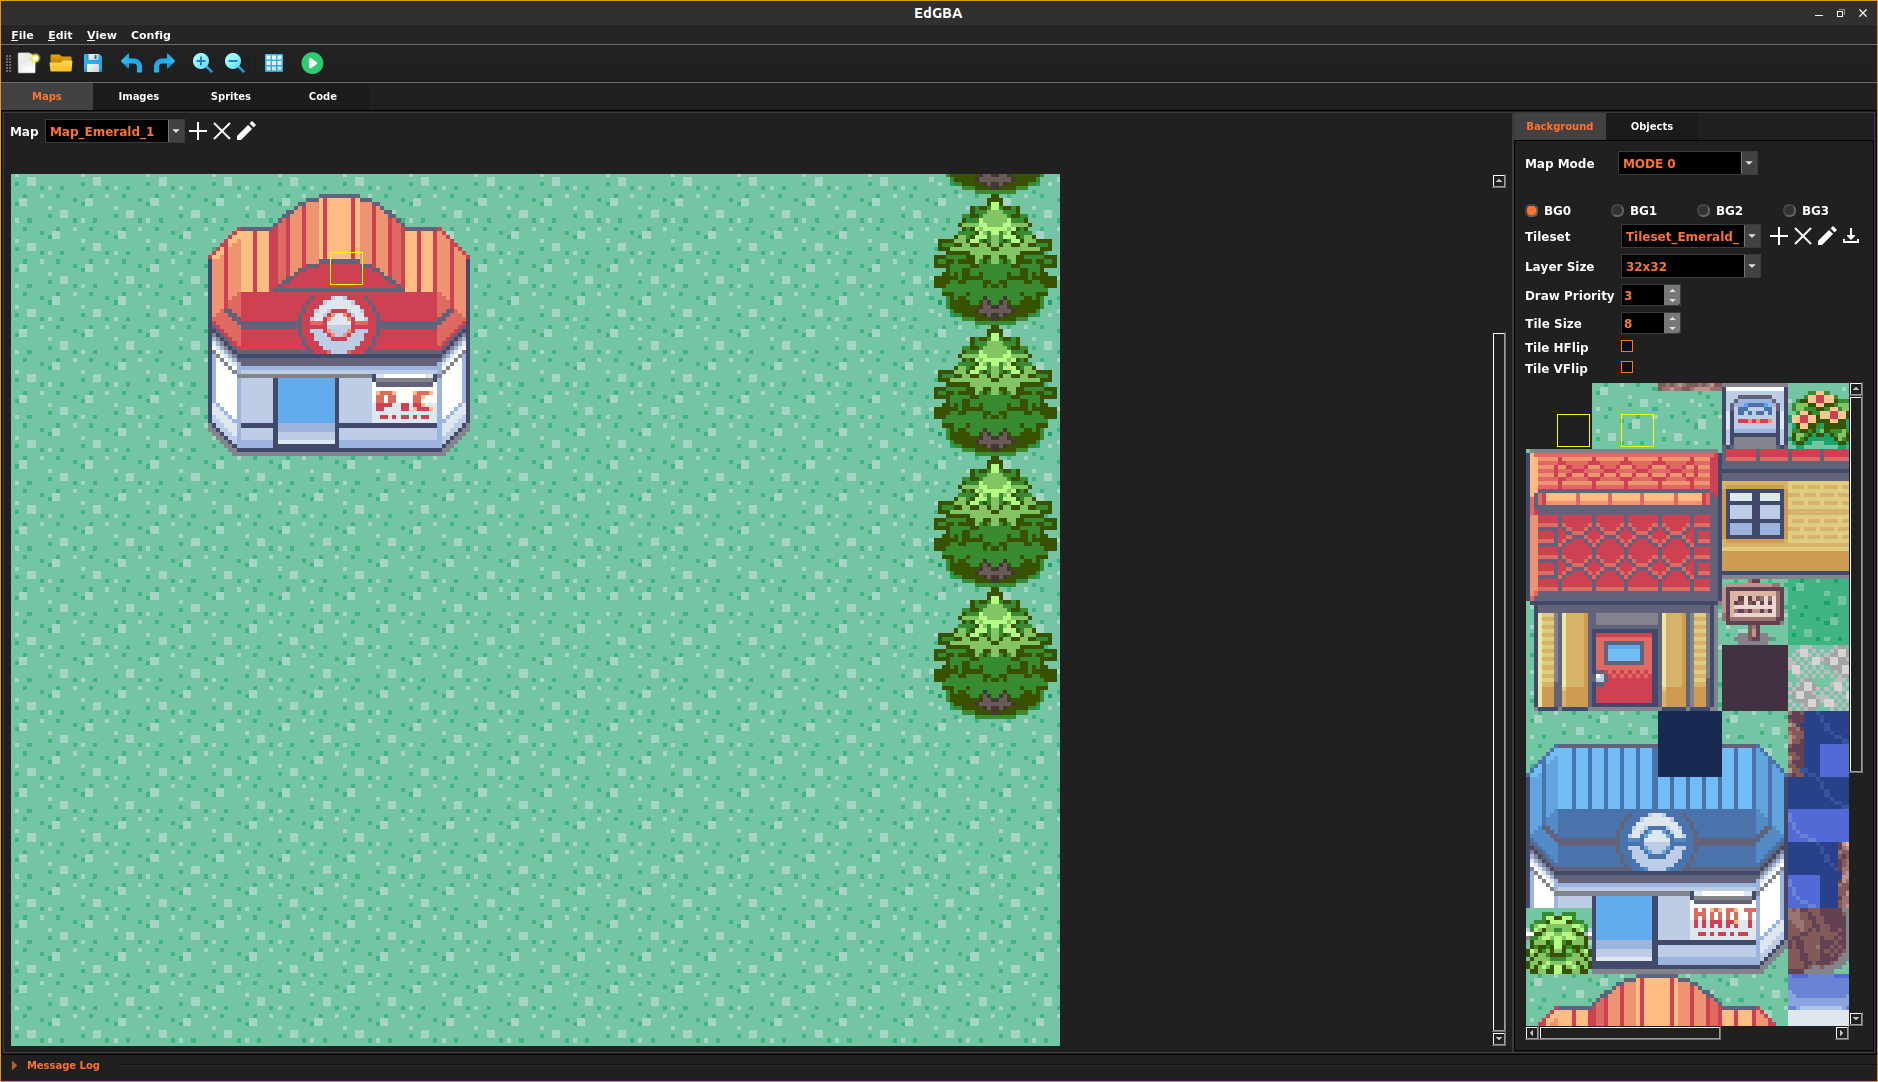 EdGBA
File Edit View Config
Maps Images Sprites Code
Map Map_Emerald_1
Background Objects
Map Mode MODE 0
BG0 BG1 BG2 BG3
Tileset Tileset_Emerald_
Layer Size 32x32
Draw Priority 3
Tile Size 8
Tile HFlip
Tile VFlip
P.C
MART
Message Log